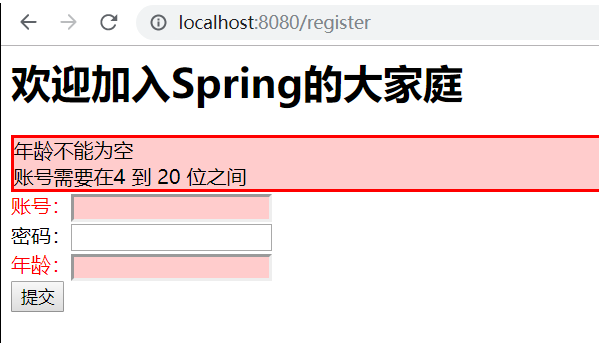 localhost:8080/register
欢迎加入Spring的大家庭
年龄不能为空
账号需要在4 到 20 位之间
账号：
密码：
年龄：
提交